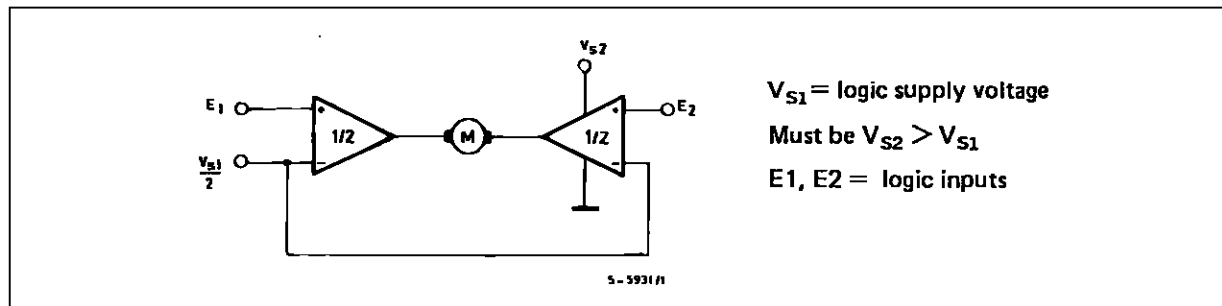 Vs2
E1
+
1/2
M
1/2
+
E2
Vs1
2
−
−
VS1 = logic supply voltage
Must be VS2 > VS1
E1, E2 = logic inputs
S-5931/1